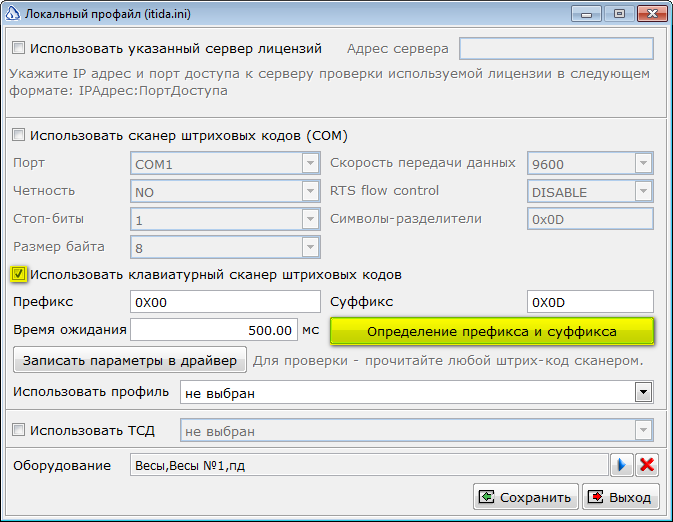 Локальный профайл (itida.ini)
Использовать указанный сервер лицензий Адрес сервера
Укажите IP адрес и порт доступа к серверу проверки используемой лицензии в следующем
формате: IPАдрес:ПортДоступа
Использовать сканер штриховых кодов (COM)
Порт COM1 Скорость передачи данных 9600
Четность NO RTS flow control DISABLE
Стоп-биты 1 Символы-разделители 0x0D
Размер байта 8
Использовать клавиатурный сканер штриховых кодов
Префикс 0X00 Суффикс 0X0D
Время ожидания 500.00 мс Определение префикса и суффикса
Записать параметры в драйвер Для проверки - прочитайте любой штрих-код сканером.
Использовать профиль не выбран
Использовать ТСД не выбран
Оборудование Весы,Весы №1,пд
Сохранить Выход